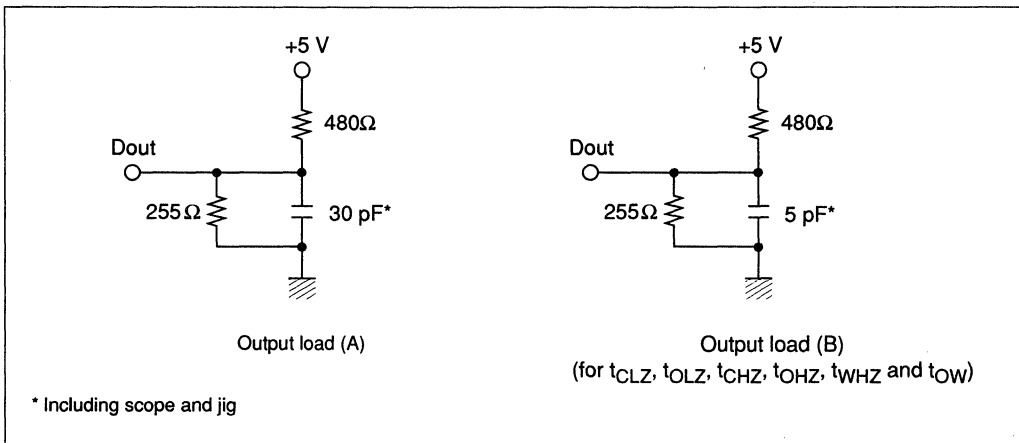 +5 V
480Ω
Dout
255Ω
30 pF*
Output load (A)
+5 V
480Ω
Dout
255Ω
5 pF*
Output load (B)
(for tCLZ, tOLZ, tCHZ, tOHZ, tWHZ and tOW)
* Including scope and jig